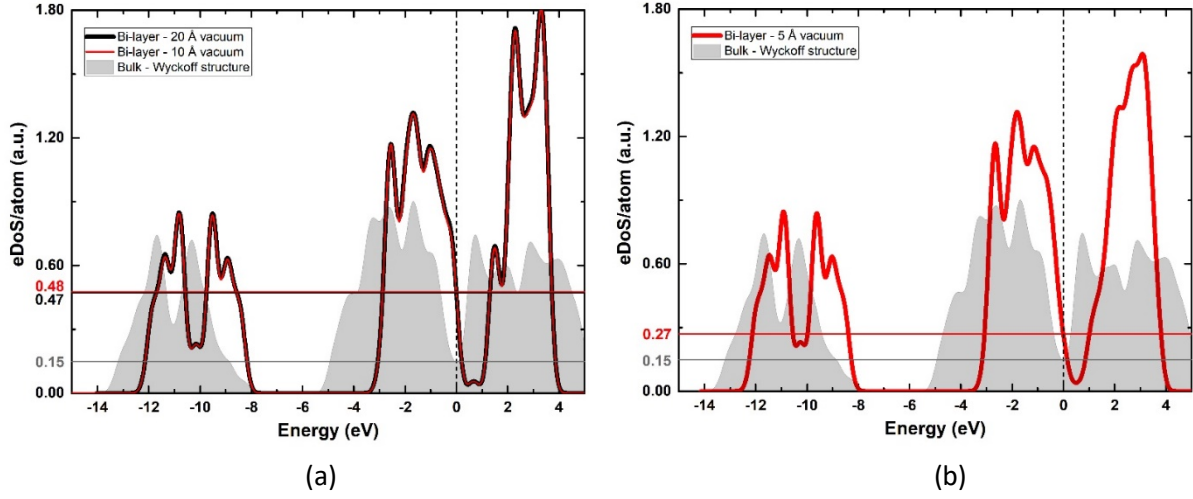 1.80
Bi-layer - 20 Å vacuum
Bi-layer - 10 Å vacuum
Bulk - Wyckoff structure
eDoS/atom (a.u.)
1.20
0.60
0.48
0.47
0.15
0.00
-14 -12 -10 -8 -6 -4 -2 0 2 4
Energy (eV)
(a)
1.80
Bi-layer - 5 Å vacuum
Bulk - Wyckoff structure
eDoS/atom (a.u.)
1.20
0.60
0.27
0.15
0.00
-14 -12 -10 -8 -6 -4 -2 0 2 4
Energy (eV)
(b)